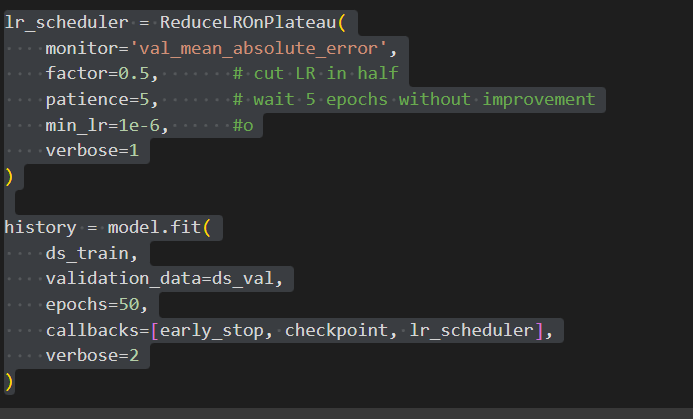 lr_scheduler = ReduceLROnPlateau(
    monitor='val_mean_absolute_error',
    factor=0.5,       # cut LR in half
    patience=5,       # wait 5 epochs without improvement
    min_lr=1e-6,      #o
    verbose=1
)

history = model.fit(
    ds_train,
    validation_data=ds_val,
    epochs=50,
    callbacks=[early_stop, checkpoint, lr_scheduler],
    verbose=2
)